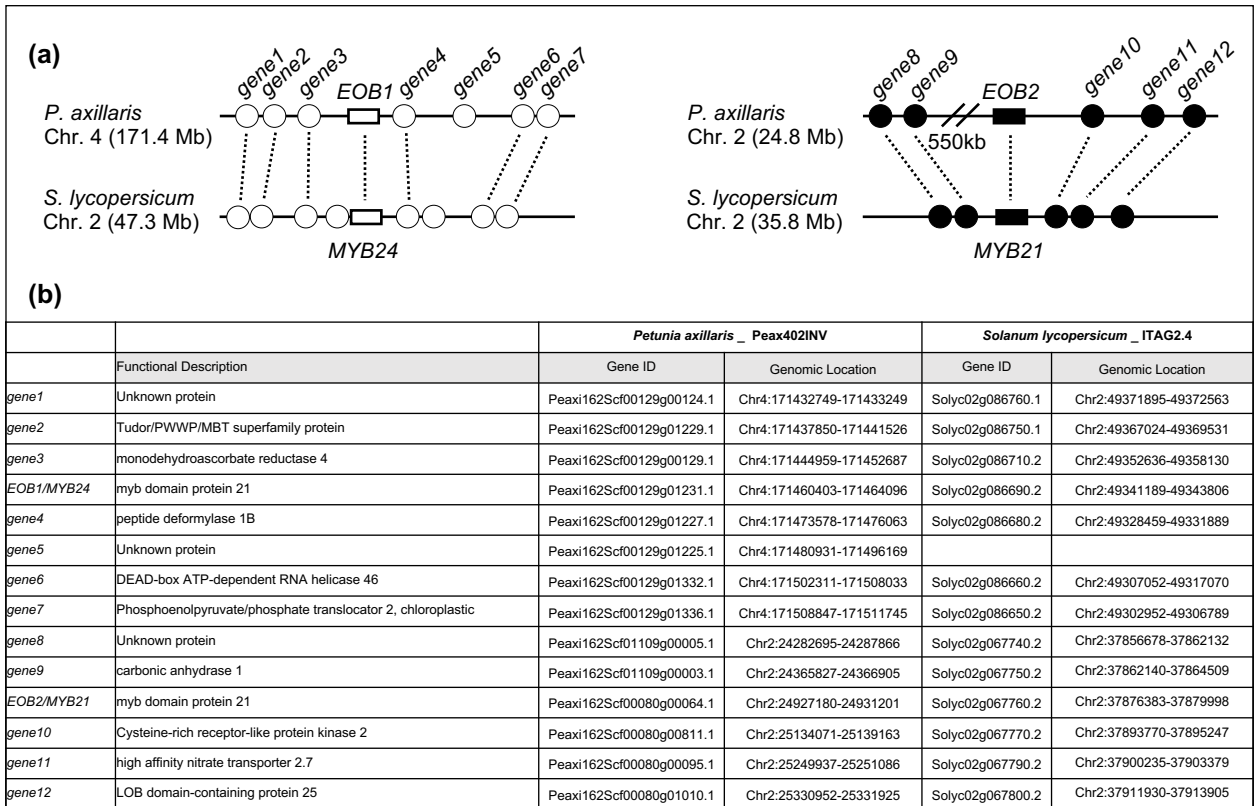 (a)
gene1 gene2 gene3 EOB1 gene4 gene5 gene6 gene7
P. axillaris
Chr. 4 (171.4 Mb)
S. lycopersicum
Chr. 2 (47.3 Mb)
MYB24
gene8 gene9 EOB2 gene10 gene11 gene12
P. axillaris
Chr. 2 (24.8 Mb)
550kb
S. lycopersicum
Chr. 2 (35.8 Mb)
MYB21
(b)
Petunia axillaris _ Peax402INV Solanum lycopersicum _ ITAG2.4
Functional Description Gene ID Genomic Location Gene ID Genomic Location
gene1 Unknown protein Peaxi162Scf00129g00124.1 Chr4:171432749-171433249 Solyc02g086760.1 Chr2:49371895-49372563
gene2 Tudor/PWWP/MBT superfamily protein Peaxi162Scf00129g01229.1 Chr4:171437850-171441526 Solyc02g086750.1 Chr2:49367024-49369531
gene3 monodehydroascorbate reductase 4 Peaxi162Scf00129g00129.1 Chr4:171444959-171452687 Solyc02g086710.2 Chr2:49352636-49358130
EOB1/MYB24 myb domain protein 21 Peaxi162Scf00129g01231.1 Chr4:171460403-171464096 Solyc02g086690.2 Chr2:49341189-49343806
gene4 peptide deformylase 1B Peaxi162Scf00129g01227.1 Chr4:171473578-171476063 Solyc02g086680.2 Chr2:49328459-49331889
gene5 Unknown protein Peaxi162Scf00129g01225.1 Chr4:171480931-171496169
gene6 DEAD-box ATP-dependent RNA helicase 46 Peaxi162Scf00129g01332.1 Chr4:171502311-171508033 Solyc02g086660.2 Chr2:49307052-49317070
gene7 Phosphoenolpyruvate/phosphate translocator 2, chloroplastic Peaxi162Scf00129g01336.1 Chr4:171508847-171511745 Solyc02g086650.2 Chr2:49302952-49306789
gene8 Unknown protein Peaxi162Scf01109g00005.1 Chr2:24282695-24287866 Solyc02g067740.2 Chr2:37856678-37862132
gene9 carbonic anhydrase 1 Peaxi162Scf01109g00003.1 Chr2:24365827-24366905 Solyc02g067750.2 Chr2:37862140-37864509
EOB2/MYB21 myb domain protein 21 Peaxi162Scf00080g00064.1 Chr2:24927180-24931201 Solyc02g067760.2 Chr2:37876383-37879998
gene10 Cysteine-rich receptor-like protein kinase 2 Peaxi162Scf00080g00811.1 Chr2:25134071-25139163 Solyc02g067770.2 Chr2:37893770-37895247
gene11 high affinity nitrate transporter 2.7 Peaxi162Scf00080g00095.1 Chr2:25249937-25251086 Solyc02g067790.2 Chr2:37900235-37903379
gene12 LOB domain-containing protein 25 Peaxi162Scf00080g01010.1 Chr2:25330952-25331925 Solyc02g067800.2 Chr2:37911930-37913905